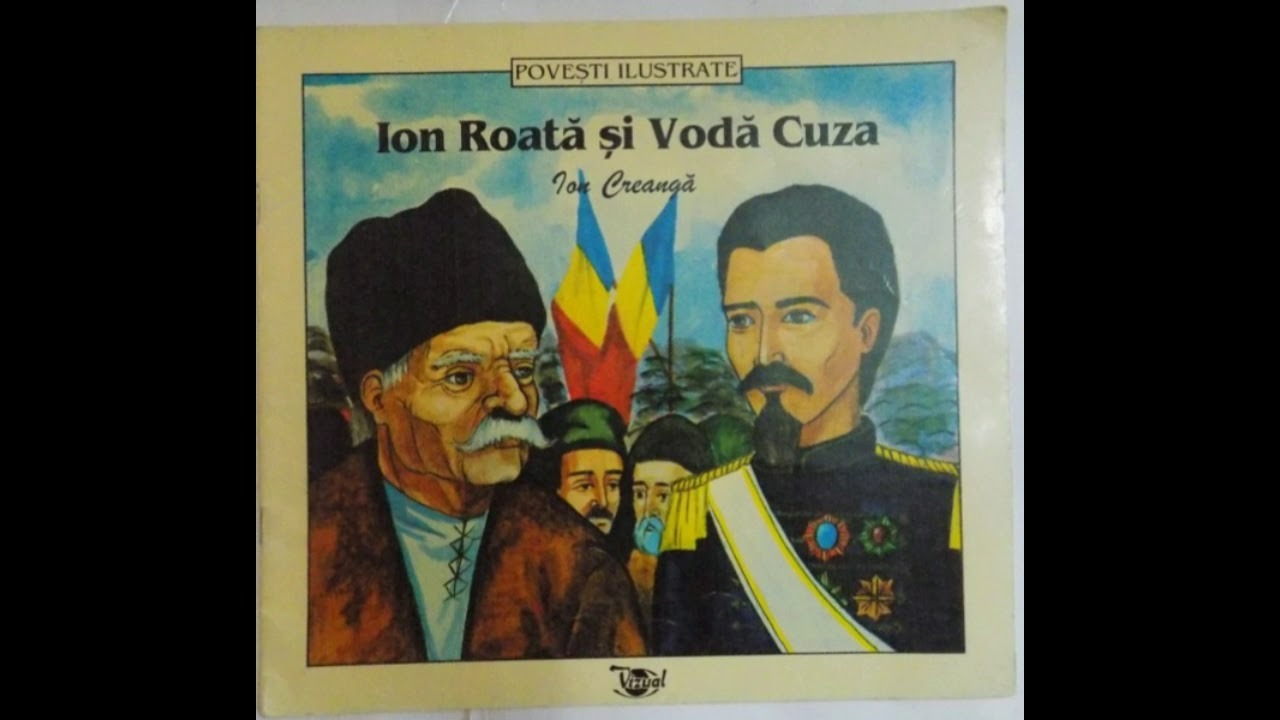 POVEȘTI ILUSTRATE
Ion Roată și Vodă Cuza
Ion Creangă
Vizual